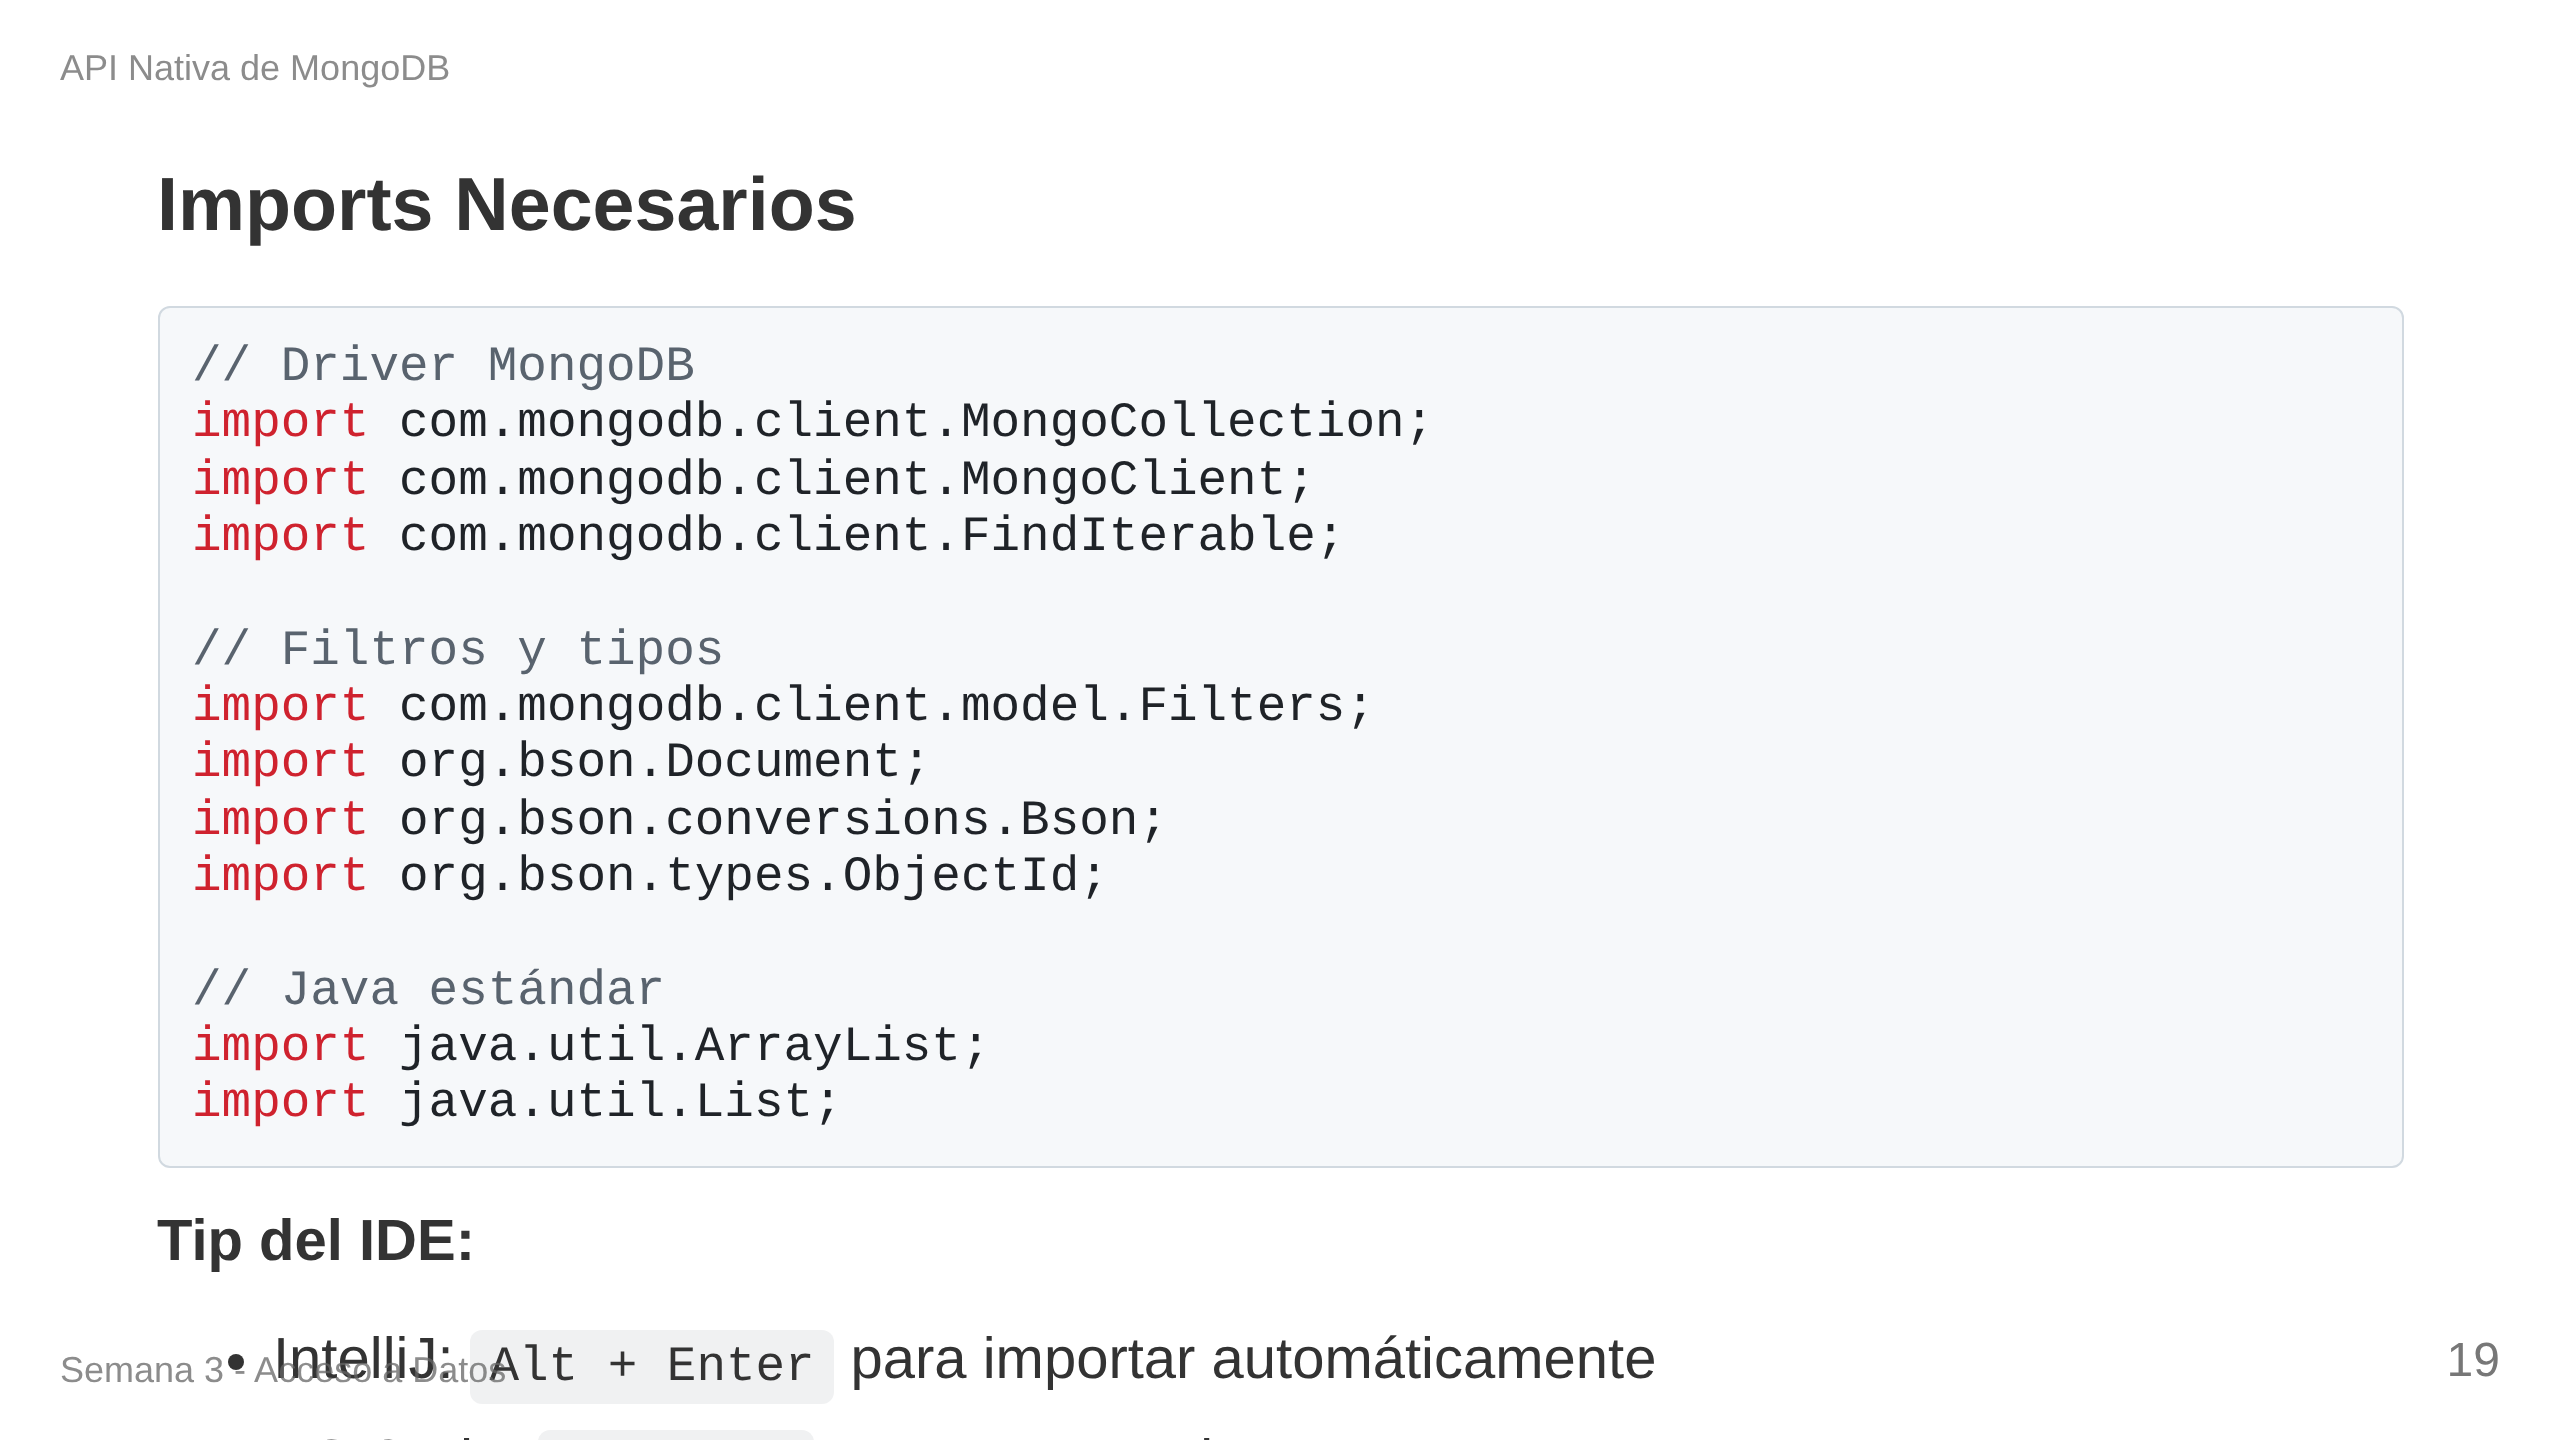 API Nativa de MongoDB
Imports Necesarios
// Driver MongoDB
import com.mongodb.client.MongoCollection;
import com.mongodb.client.MongoClient;
import com.mongodb.client.FindIterable;
// Filtros y tipos
import com.mongodb.client.model.Filters;
import org.bson.Document;
import org.bson.conversions.Bson;
import org.bson.types.ObjectId;
// Java estándar
import java.util.ArrayList;
import java.util.List;
Tip del IDE:
• IntelliJ: Alt + Enter para importar automáticamente
Semana 3 - Acceso a Datos
19